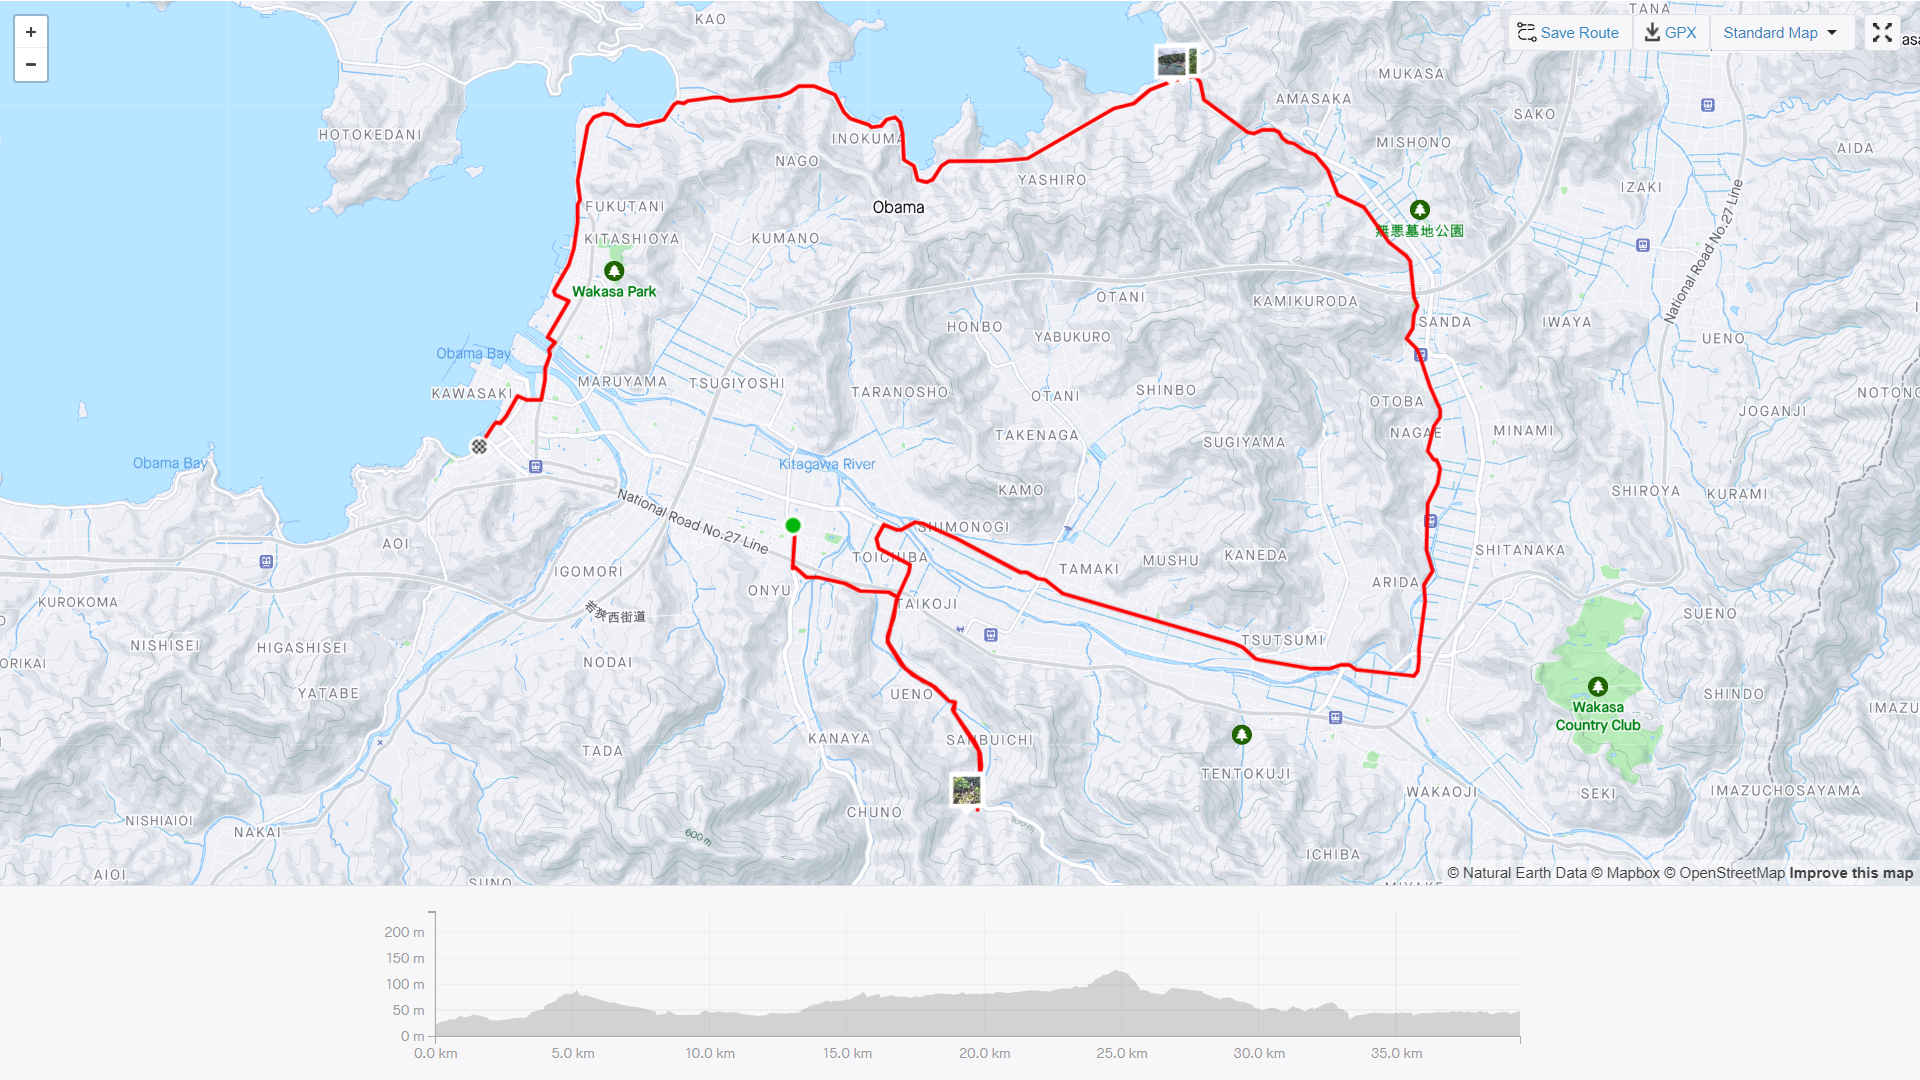 +
−
KAO
TANA
Save Route
GPX
Standard Map
MUKASA
AMASAKA
SAKO
HOTOKEDANI
INOKUMA
MISHONO
AIDA
NAGO
YASHIRO
IZAKI
FUKUTANI
Obama
無悪墓地公園
KITASHIOYA
KUMANO
National Road No.27 Line
Wakasa Park
OTANI
KAMIKURODA
SANDA
IWAYA
HONBO
YABUKURO
UENO
Obama Bay
MARUYAMA
TSUGIYOSHI
KAWASAKI
TARANOSHO
OTANI
SHINBO
OTOBA
NOTONO
JOGANJI
TAKENAGA
SUGIYAMA
NAGAE
MINAMI
Obama Bay
Kitagawa River
KAMO
SHIROYA
KURAMI
National Road No.27 Line
SHIMONOGI
AOI
TOICHIBA
MUSHU
KANEDA
SHITANAKA
IGOMORI
TAMAKI
ARIDA
ONYU
KUROKOMA
若狭西街道
TAIKOJI
SUENO
NISHISEI
HIGASHISEI
TSUTSUMI
ORIKAI
NODAI
YATABE
UENO
SHINDO
Wakasa
Country Club
IMAZU
TADA
KANAYA
SANBUICHI
TENTOKUJI
WAKAOJI
SEKI
IMAZUCHOSAYAMA
NISHIAIOI
NAKAI
CHUNO
100 m
600 m
ICHIBA
AIOI
SUNO
MIYAKE
© Natural Earth Data © Mapbox © OpenStreetMap Improve this map
200 m
150 m
100 m
50 m
0 m
0.0 km
5.0 km
10.0 km
15.0 km
20.0 km
25.0 km
30.0 km
35.0 km